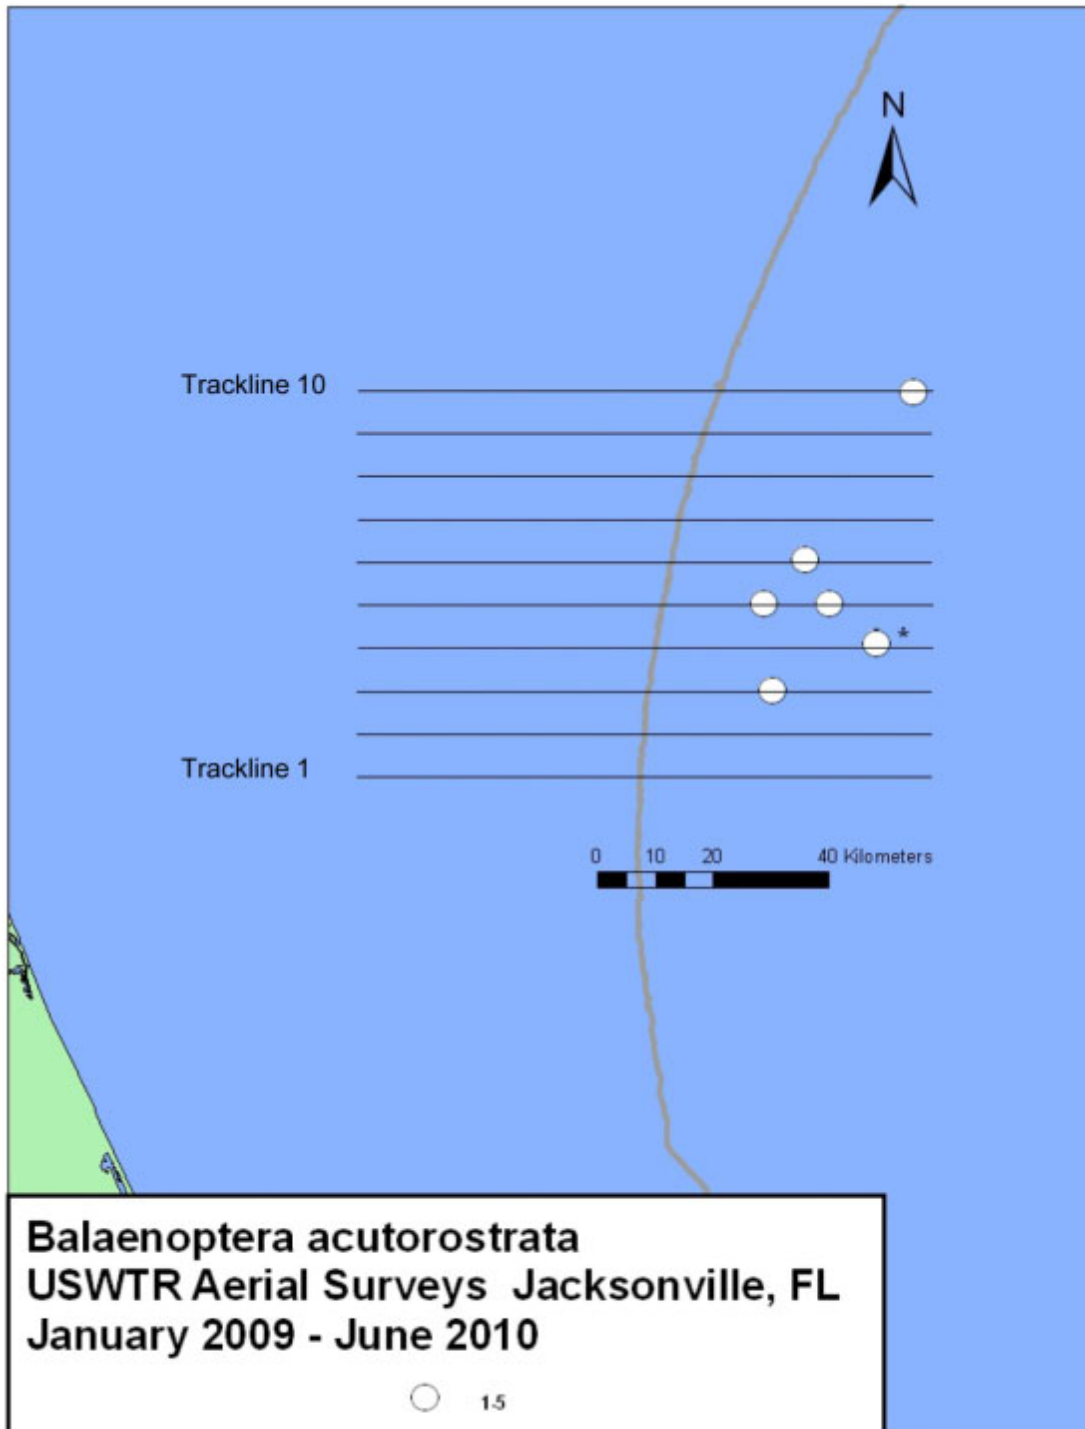 N
Trackline 10
*
Trackline 1
0 10 20 40 Kilometers
Balaenoptera acutorostrata
USWTR Aerial Surveys Jacksonville, FL
January 2009 - June 2010
1-5